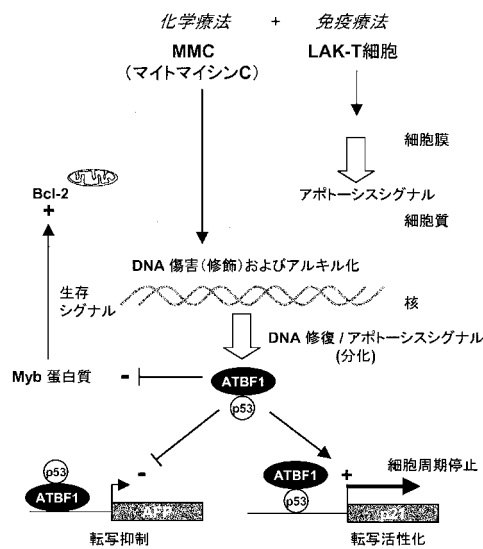 化学療法 + 免疫療法
MMC
(マイトマイシンC)
LAK-T細胞
細胞膜
アポトーシスシグナル
細胞質
Bcl-2
+
DNA 傷害(修飾)およびアルキル化
生存
シグナル
核
DNA 修復 / アポトーシスシグナル
(分化)
Myb 蛋白質
-
ATBF1
p53
p53
ATBF1
-
AFP
転写抑制
ATBF1
p53
+
細胞周期停止
p21
転写活性化